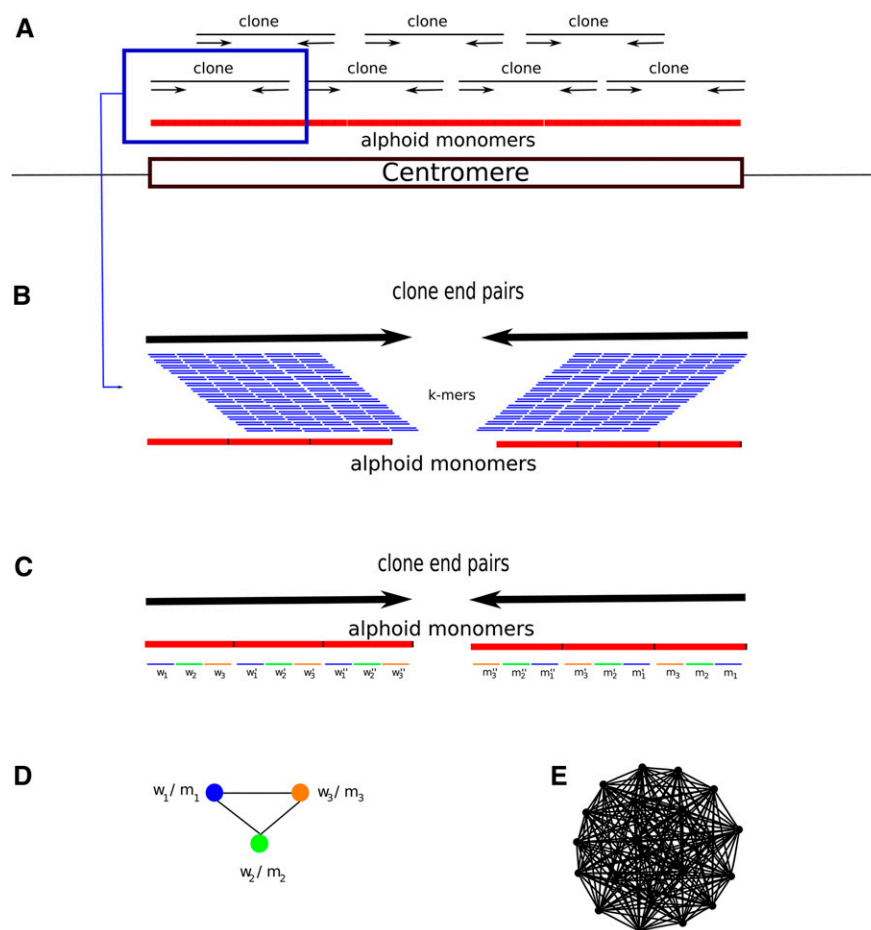 A
clone clone clone
clone clone clone clone
alphoid monomers
Centromere
B
clone end pairs
k-mers
alphoid monomers
C
clone end pairs
alphoid monomers
w₁ w₂ w₃ w₁' w₂' w₃' w₁'' w₂'' w₃'' m₃'' m₂'' m₁'' m₃' m₂' m₁' m₃ m₂ m₁
D
E
w₁/ m₁ w₃/ m₃
w₂/ m₂